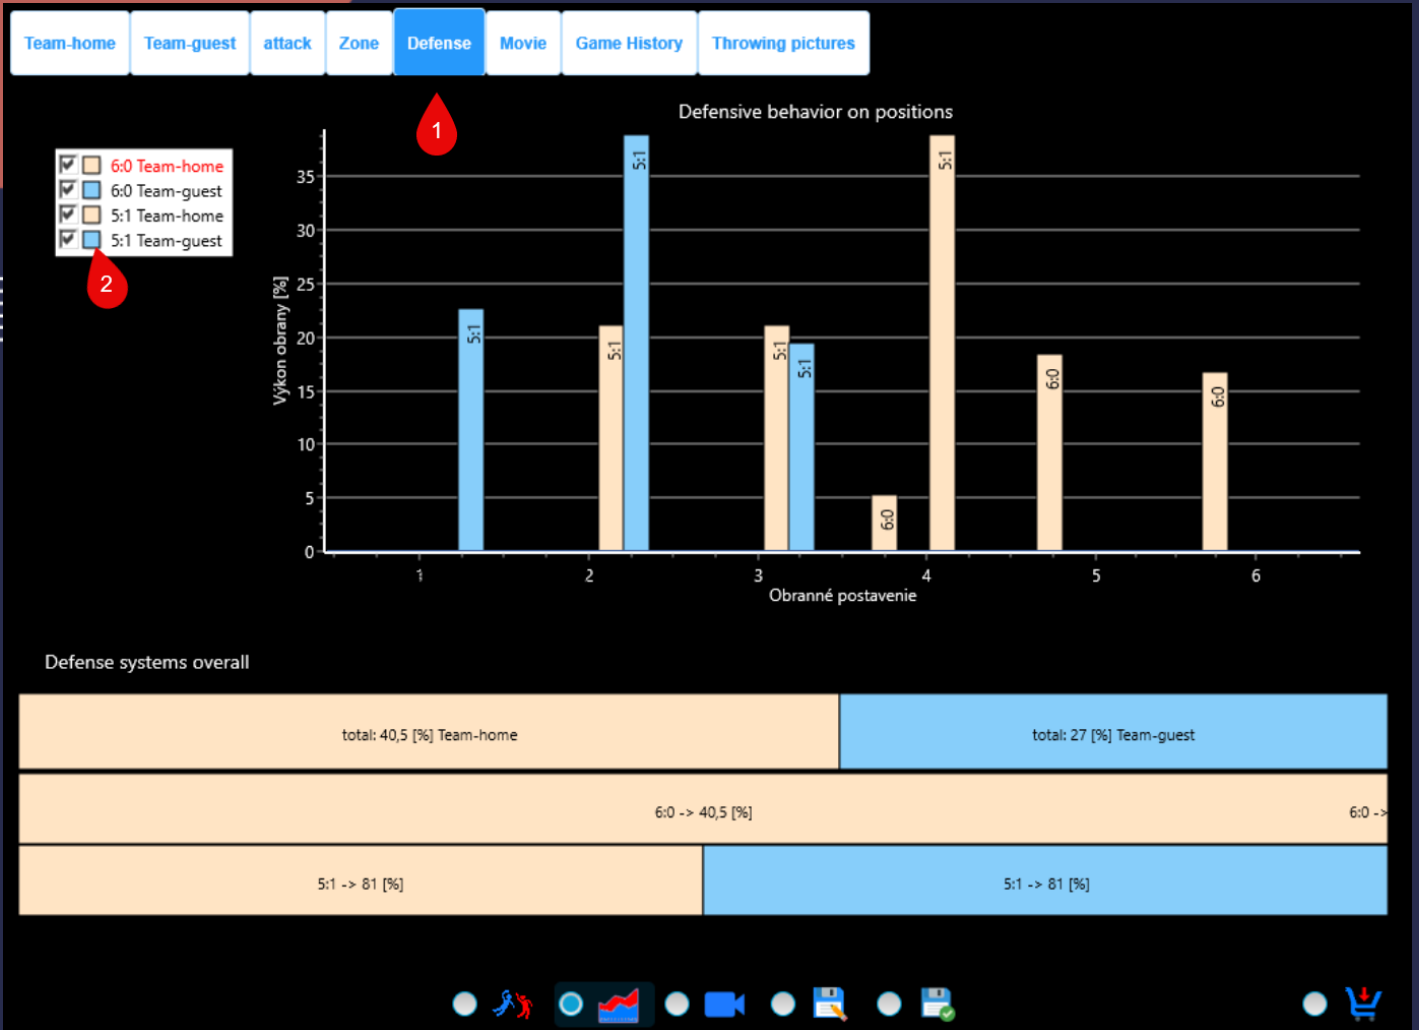 Team-home Team-guest attack Zone Defense Movie Game History Throwing pictures
1
Defensive behavior on positions
6:0 Team-home
6:0 Team-guest
5:1 Team-home
5:1 Team-guest
2
Výkon obrany [%]
35
30
25
20
15
10
5
0
5:1
5:1
5:1
5:1
5:1
6:0
5:1
6:0
6:0
1 2 3 4 5 6
Obranné postavenie
Defense systems overall
total: 40,5 [%] Team-home total: 27 [%] Team-guest
6:0 -> 40,5 [%] 6:0 ->
5:1 -> 81 [%] 5:1 -> 81 [%]